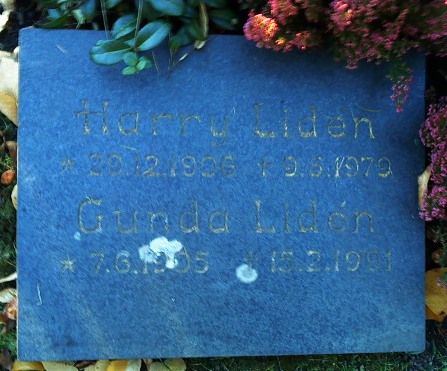 Harry Lidén
* 29.12.1906 † 9.6.1979
Gunda Lidén
* 7.6.1905 † 15.2.1991